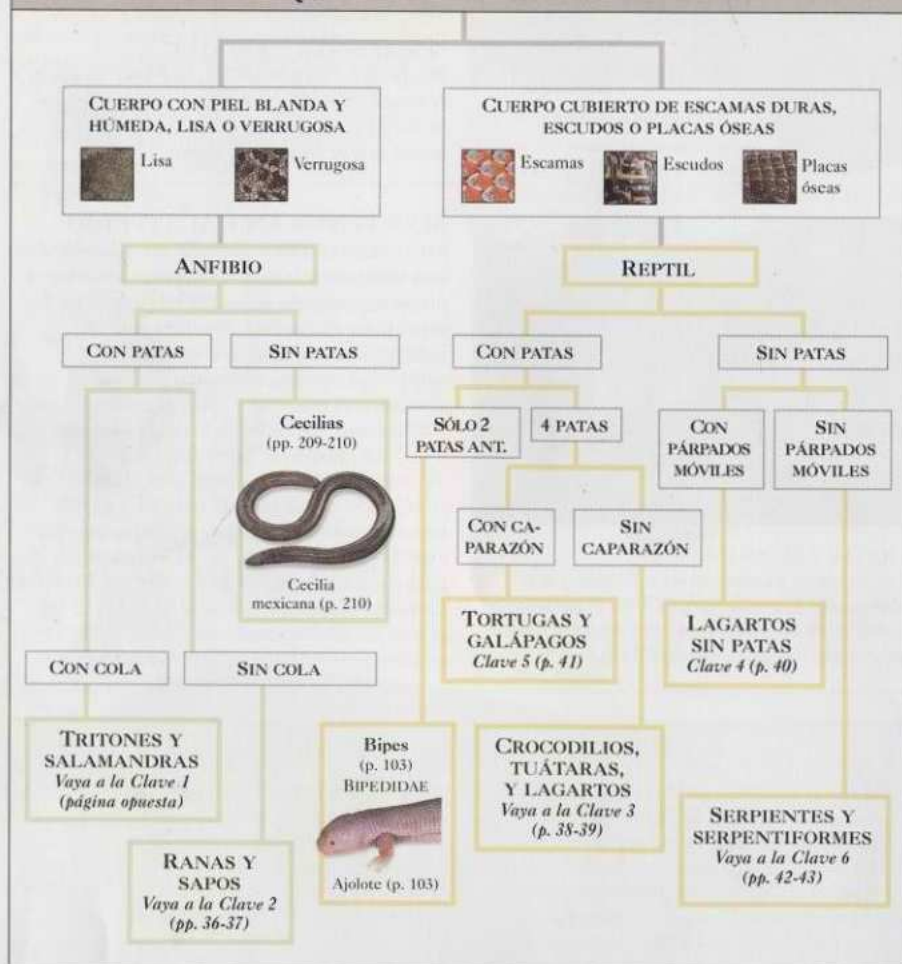 CUERPO CON PIEL BLANDA Y
HÚMEDA, LISA O VERRUGOSA
Lisa
Verrugosa
CUERPO CUBIERTO DE ESCAMAS DURAS,
ESCUDOS O PLACAS ÓSEAS
Escamas
Escudos
Placas
óseas
ANFIBIO
REPTIL
CON PATAS
SIN PATAS
CON PATAS
SIN PATAS
Cecilias
(pp. 209-210)
Cecilia
mexicana (p. 210)
SÓLO 2
PATAS ANT.
4 PATAS
CON
PÁRPADOS
MÓVILES
SIN
PÁRPADOS
MÓVILES
CON CA-
PARAZÓN
SIN
CAPARAZÓN
TORTUGAS Y
GALÁPAGOS
Clave 5 (p. 41)
LAGARTOS
SIN PATAS
Clave 4 (p. 40)
CON COLA
SIN COLA
TRITONES Y
SALAMANDRAS
Vaya a la Clave 1
(página opuesta)
Bipes
(p. 103)
BIPEDIDAE
Ajolote (p. 103)
CROCODILIOS,
TUÁTARAS,
Y LAGARTOS
Vaya a la Clave 3
(p. 38-39)
SERPIENTES Y
SERPENTIFORMES
Vaya a la Clave 6
(pp. 42-43)
RANAS Y
SAPOS
Vaya a la Clave 2
(pp. 36-37)